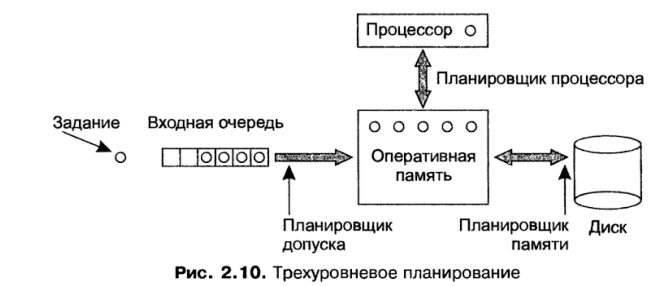 Процессор
Планировщик процессора
Задание
Входная очередь
Оперативная
память
Планировщик
допуска
Планировщик
памяти
Диск
Рис. 2.10. Трехуровневое планирование